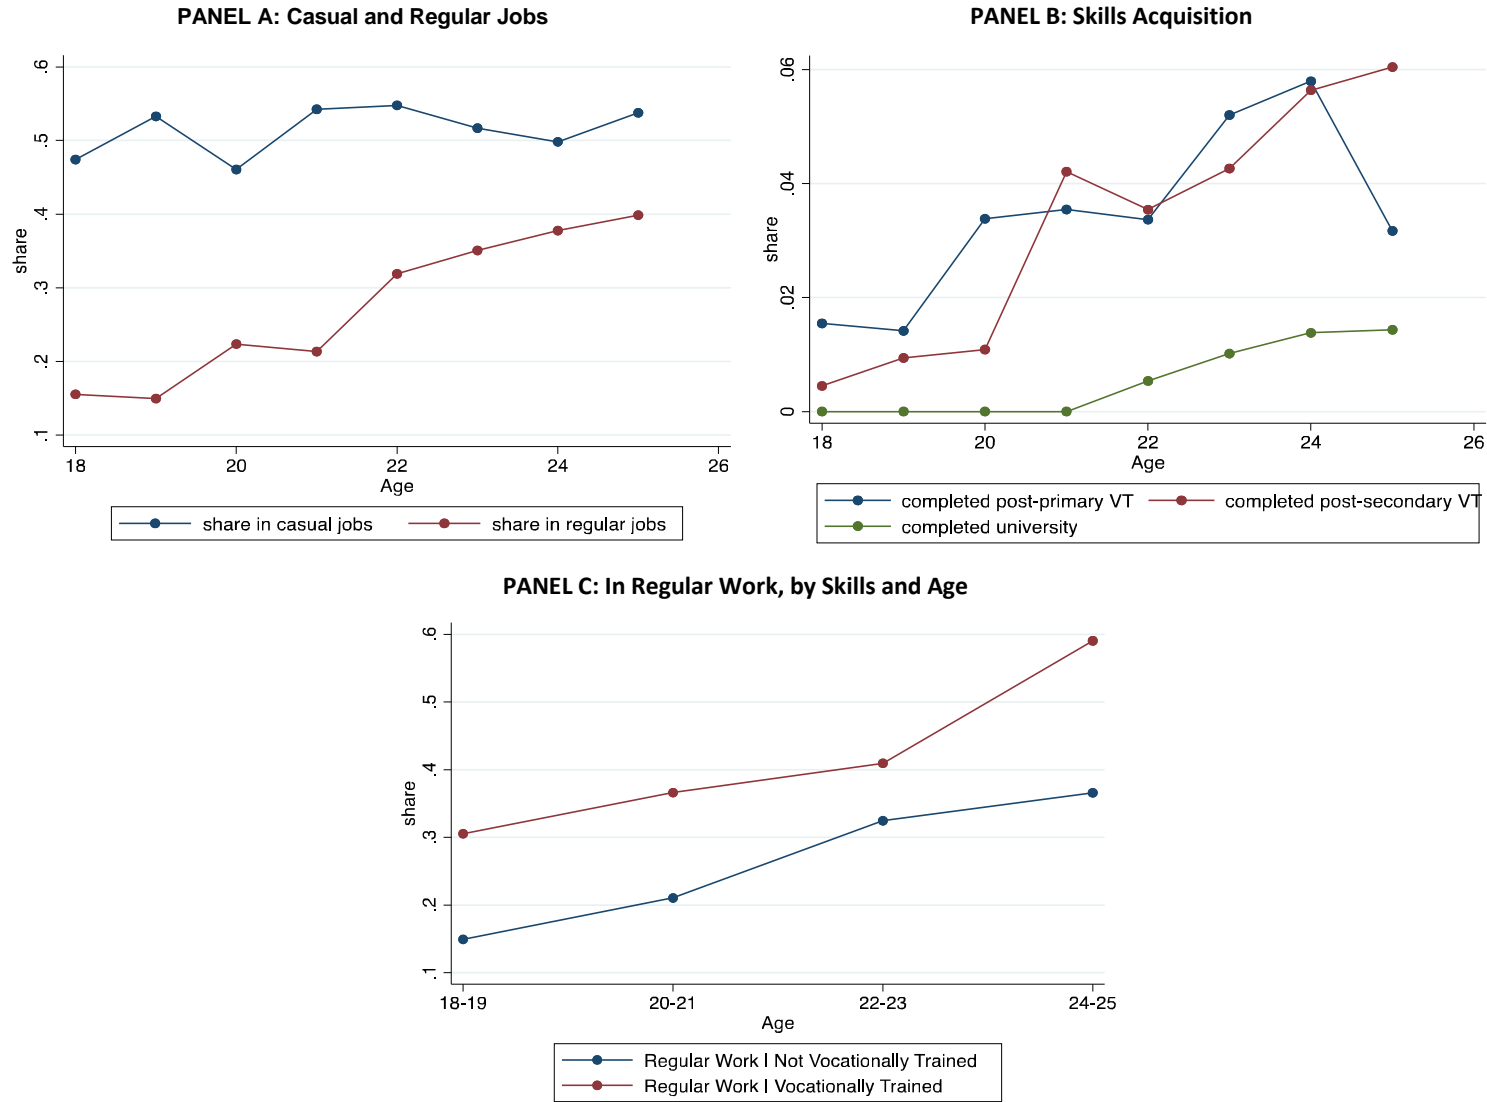 PANEL A: Casual and Regular Jobs
.6
.5
.4
.3
.2
.1
share
18 20 22 24 26
Age
share in casual jobs share in regular jobs
PANEL B: Skills Acquisition
.06
.04
.02
0
share
18 20 22 24 26
Age
completed post-primary VT completed post-secondary VT
completed university
PANEL C: In Regular Work, by Skills and Age
.6
.5
.4
.3
.2
.1
share
18-19 20-21 22-23 24-25
Age
Regular Work | Not Vocationally Trained
Regular Work | Vocationally Trained